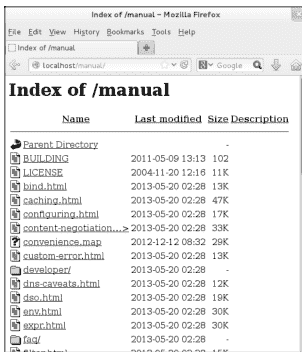 Index of /manual - Mozilla Firefox
File Edit View History Bookmarks Tools Help
Index of /manual
localhost/manual/ Google
Index of /manual
Name Last modified Size Description
Parent Directory -
BUILDING 2011-05-09 13:13 102
LICENSE 2004-11-20 12:16 11K
bind.html 2013-05-20 02:28 13K
caching.html 2013-05-20 02:28 47K
configuring.html 2013-05-20 02:28 17K
content-negotiation...> 2013-05-20 02:28 33K
convenience.map 2012-12-12 08:32 29K
custom-error.html 2013-05-20 02:28 13K
developer/ 2013-05-20 02:28 -
dns-caveats.html 2013-05-20 02:28 12K
dso.html 2013-05-20 02:28 19K
env.html 2013-05-20 02:28 30K
expr.html 2013-05-20 02:28 30K
faq/ 2013-05-20 02:28 -